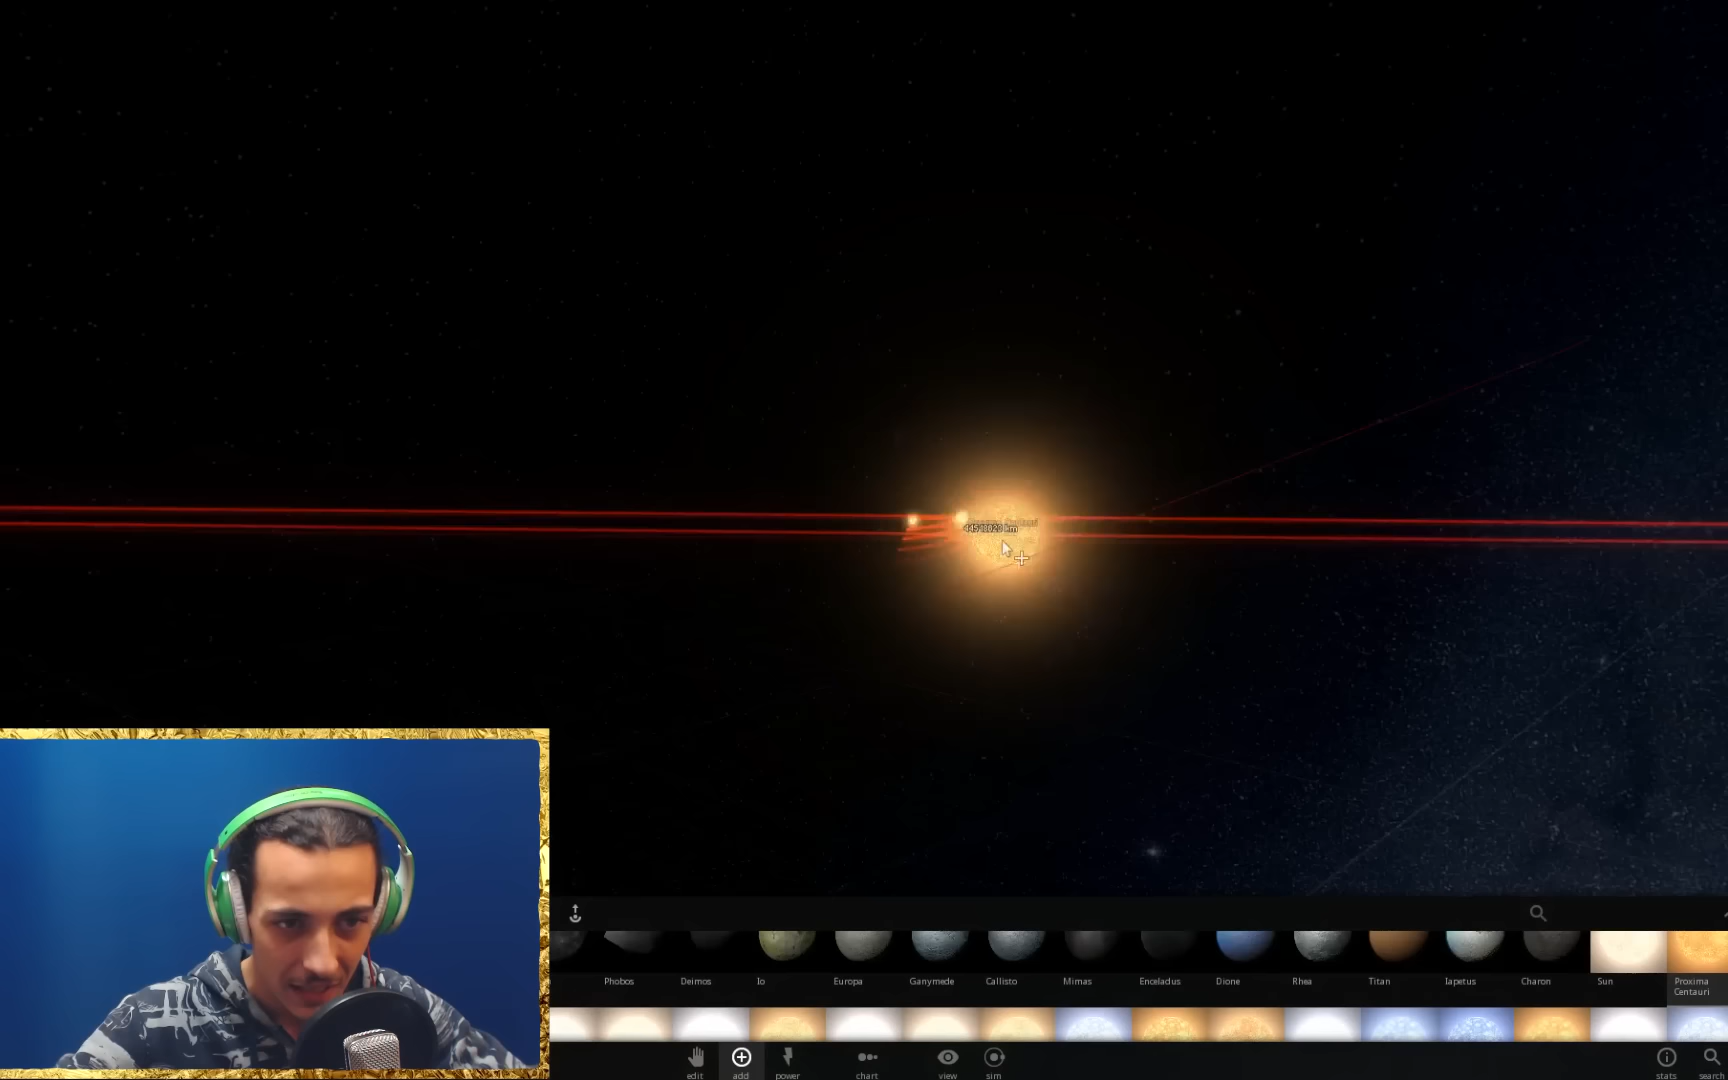 Phobos
Deimos
Io
Europa
Ganymede
Callisto
Mimas
Enceladus
Dione
Rhea
Titan
Iapetus
Charon
Sun
Proxima
Centauri
edit
add
power
chart
view
sim
stats
search